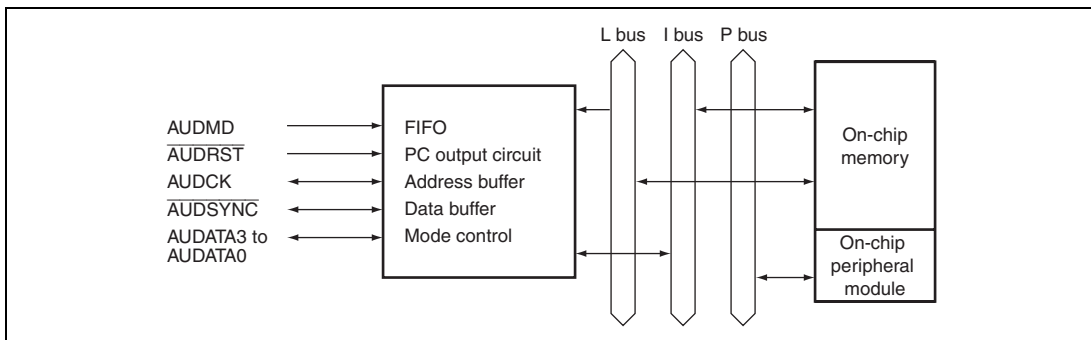 L bus I bus P bus
AUDMD
AUDRST
AUDCK
AUDSYNC
AUDATA3 to
AUDATA0
FIFO
PC output circuit
Address buffer
Data buffer
Mode control
On-chip
memory
On-chip
peripheral
module